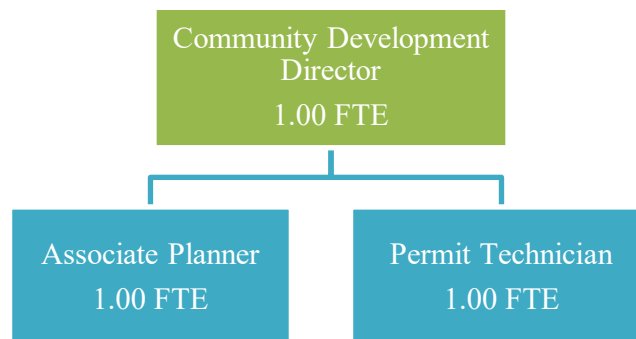 Community Development
Director
1.00 FTE
Associate Planner
1.00 FTE
Permit Technician
1.00 FTE